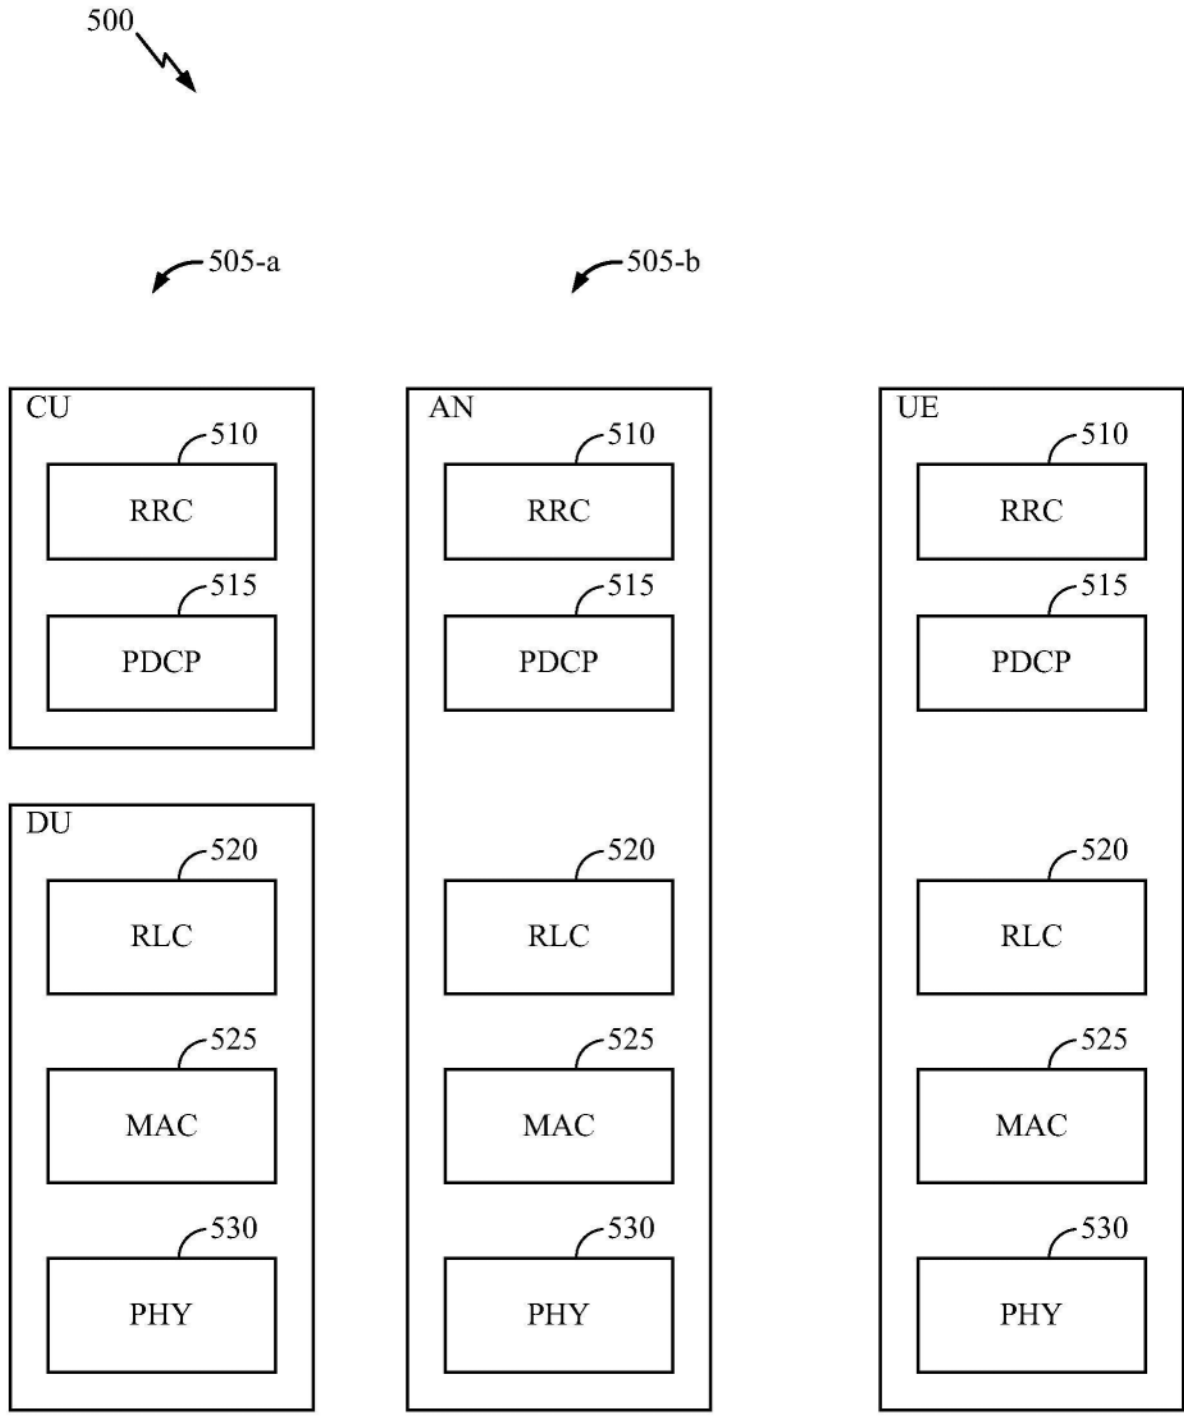 500
505-a 505-b
CU AN UE
510 510 510
RRC RRC RRC
515 515 515
PDCP PDCP PDCP
DU
520 520 520
RLC RLC RLC
525 525 525
MAC MAC MAC
530 530 530
PHY PHY PHY